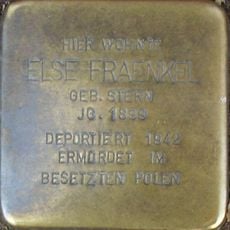 HIER WOHNTE
ELSE FRAENKEL
GEB. STERN
JG. 1889
DEPORTIERT 1942
ERMORDET IM
BESETZTEN POLEN